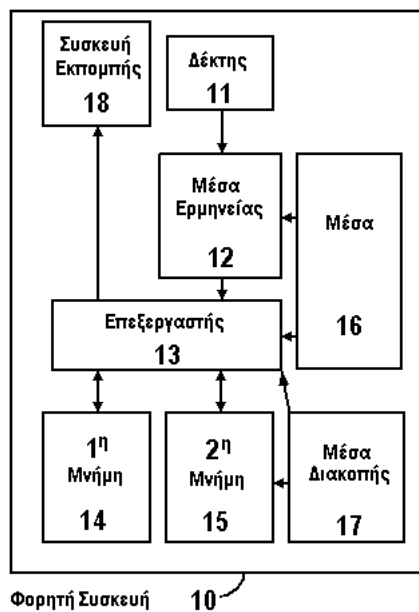 Συσκευή
Εκπομπής
18
Δέκτης
11
Μέσα
Ερμηνείας
12
Μέσα
16
Επεξεργαστής
13
1η
Μνήμη
14
2η
Μνήμη
15
Μέσα
Διακοπής
17
Φορητή Συσκευή 10